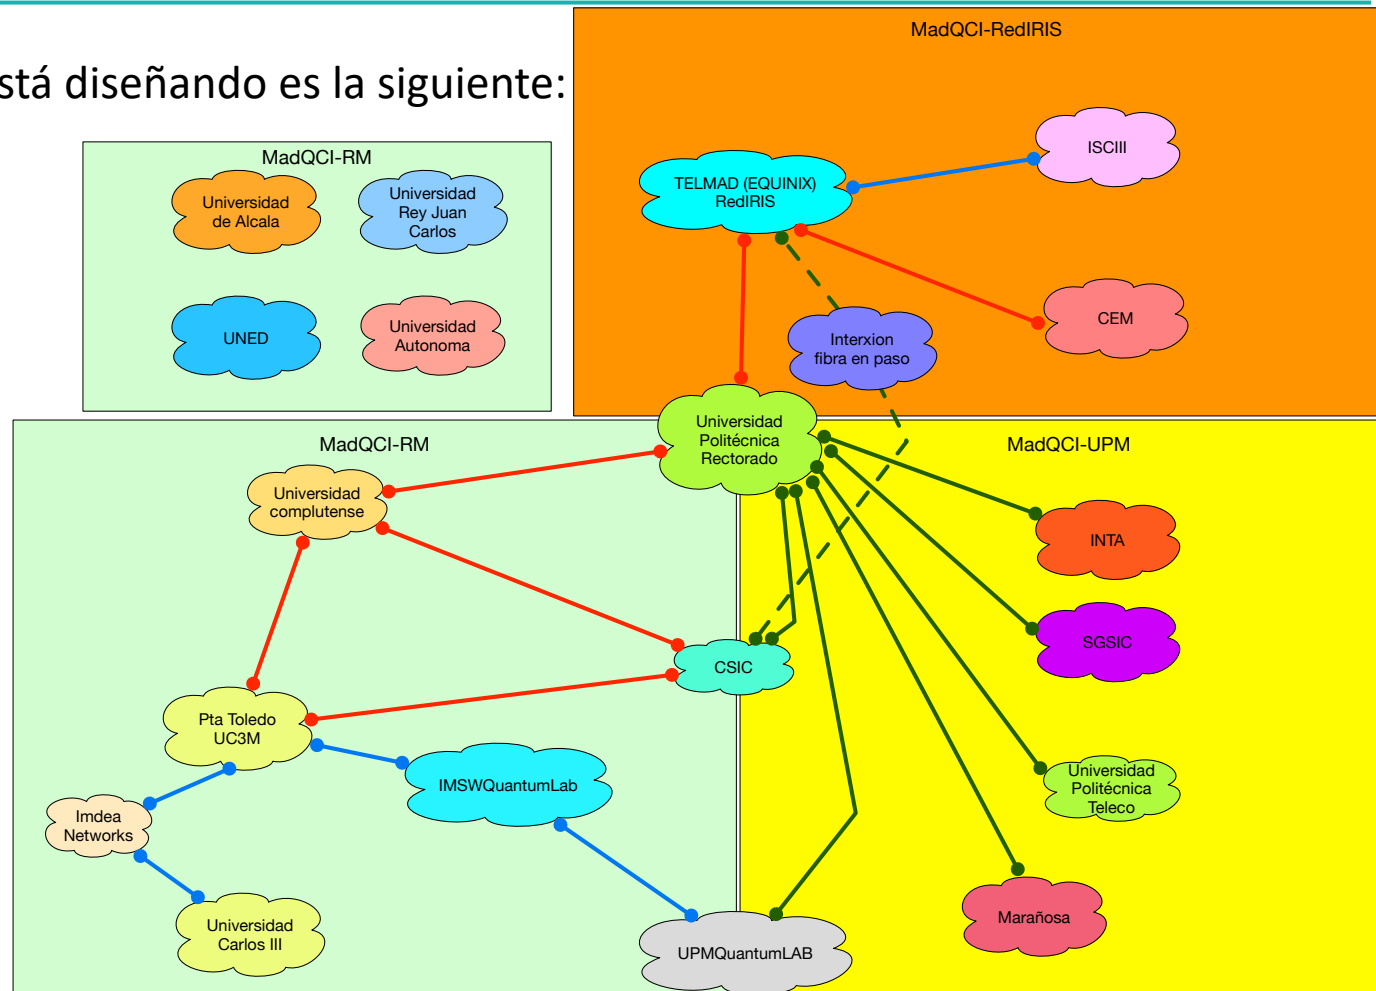 stá diseñando es la siguiente:
MadQCI-RedIRIS
ISCIII
TELMAD (EQUINIX)
RedIRIS
CEM
Interxion
fibra en paso
MadQCI-RM
Universidad
de Alcala
Universidad
Rey Juan
Carlos
UNED
Universidad
Autonoma
Universidad
Politécnica
Rectorado
MadQCI-RM
Universidad
complutense
CSIC
Pta Toledo
UC3M
IMSWQuantumLab
Imdea
Networks
Universidad
Carlos III
UPMQuantumLAB
MadQCI-UPM
INTA
SGSIC
Universidad
Politécnica
Teleco
Marañosa